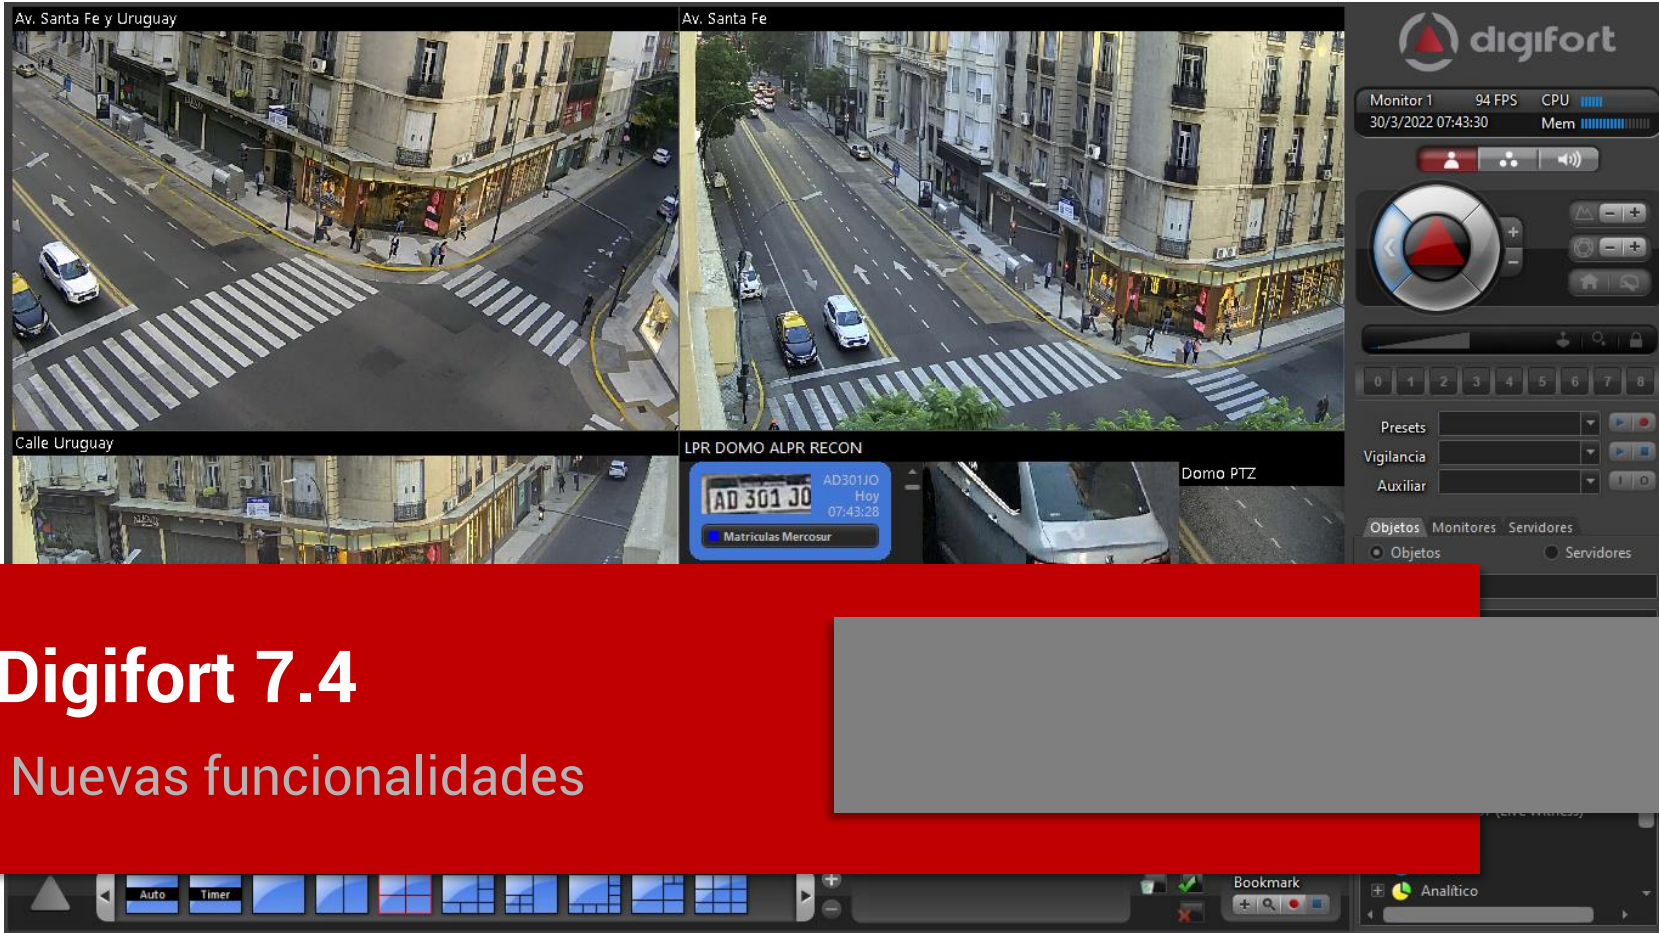 Av. Santa Fe y Uruguay
Av. Santa Fe
digifort
Monitor 1 94 FPS CPU
30/3/2022 07:43:30 Mem
0 1 2 3 4 5 6 7 8
Presets
Vigilancia
Auxiliar
Calle Uruguay
LPR DOMO ALPR RECON
AD 301 JO
AD301JO
Hoy
07:43:28
Matriculas Mercosur
Domo PTZ
Objetos Monitores Servidores
Objetos Servidores
Digifort 7.4
Nuevas funcionalidades
(Live Witness)
Auto Timer
Bookmark
Analítico